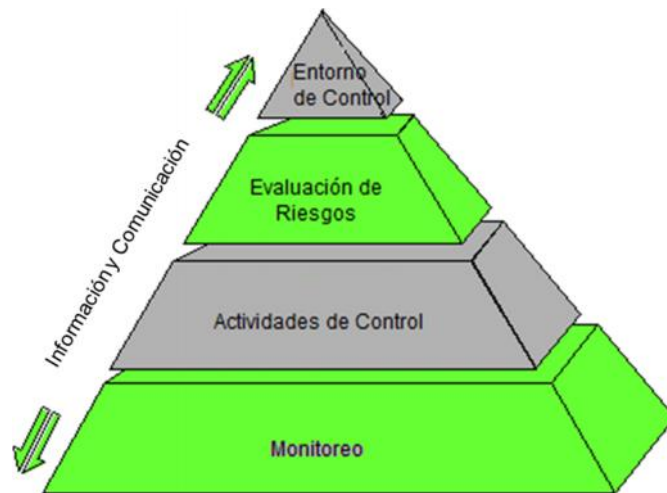 Entorno
de Control
Información y Comunicación
Evaluación de
Riesgos
Actividades de Control
Monitoreo